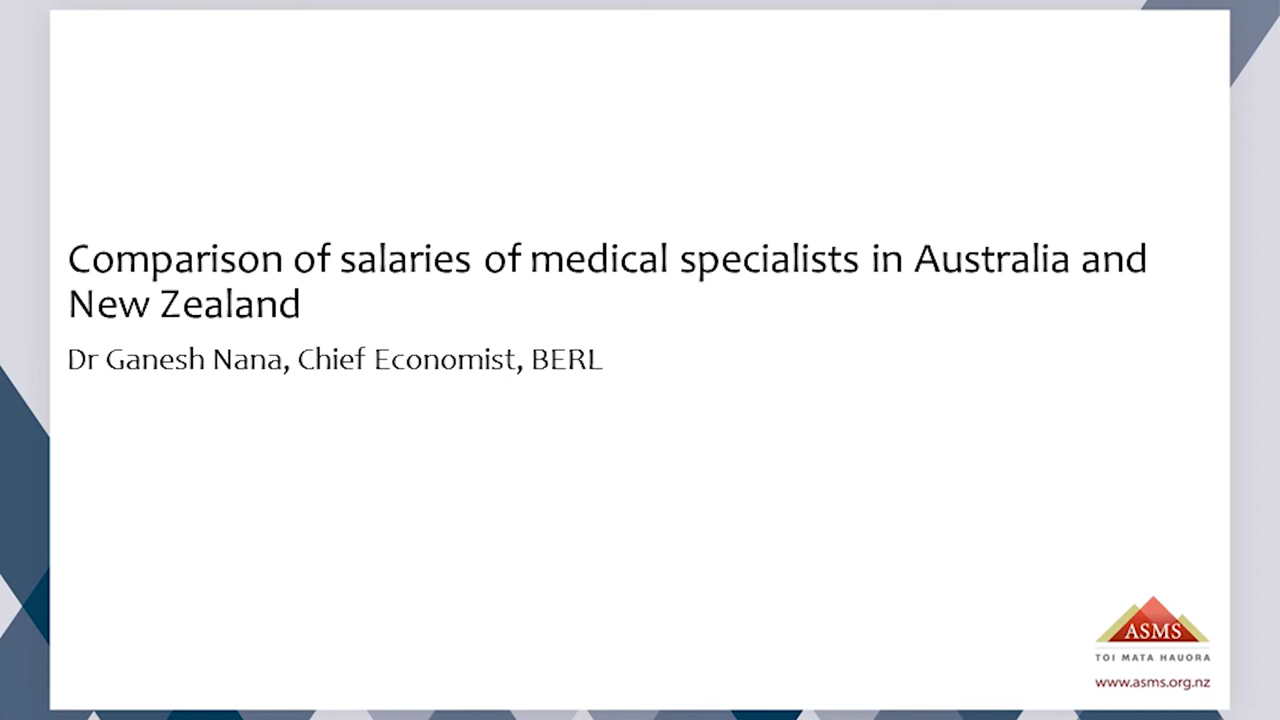 Comparison of salaries of medical specialists in Australia and
New Zealand
Dr Ganesh Nana, Chief Economist, BERL
ASMS
TOI MATA HAUORA
www.asms.org.nz